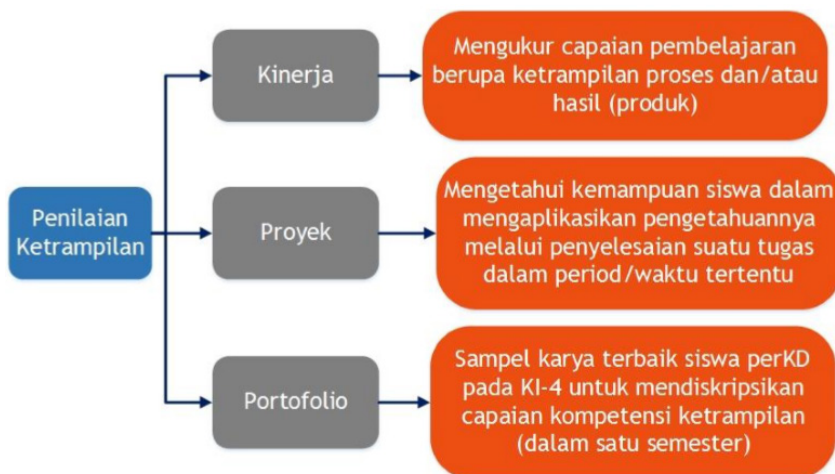 Penilaian
Ketrampilan
Kinerja
Mengukur capaian pembelajaran
berupa ketrampilan proses dan/atau
hasil (produk)
Proyek
Mengetahui kemampuan siswa dalam
mengaplikasikan pengetahuannya
melalui penyelesaian suatu tugas
dalam period/waktu tertentu
Portofolio
Sampel karya terbaik siswa perKD
pada KI-4 untuk mendiskripsikan
capaian kompetensi ketrampilan
(dalam satu semester)